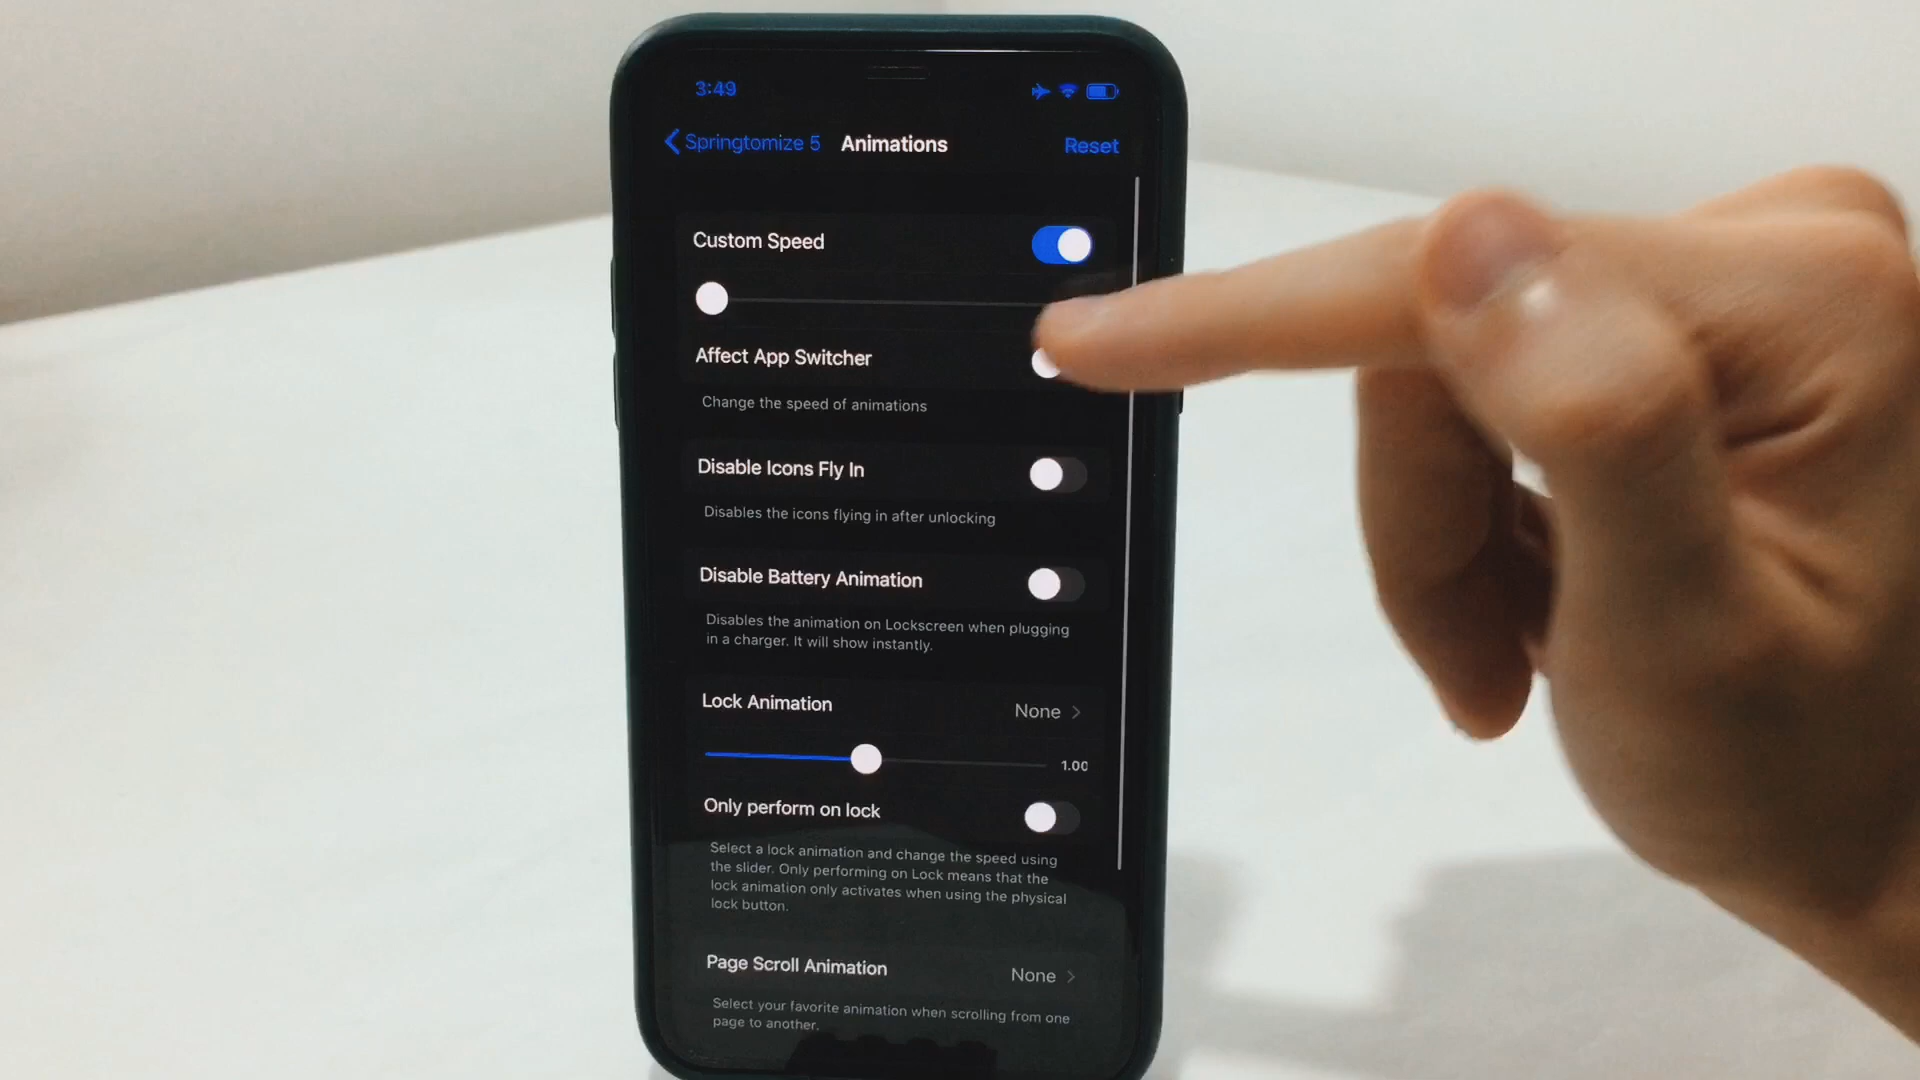 3:49
Springtomize 5 Animations Reset
Custom Speed
Affect App Switcher
Change the speed of animations
Disable Icons Fly In
Disables the icons flying in after unlocking
Disable Battery Animation
Disables the animation on Lockscreen when plugging
in a charger. It will show instantly.
Lock Animation None
1.00
Only perform on lock
Select a lock animation and change the speed using
the slider. Only performing on Lock means that the
lock animation only activates when using the physical
lock button.
Page Scroll Animation None
Select your favorite animation when scrolling from one
page to another.